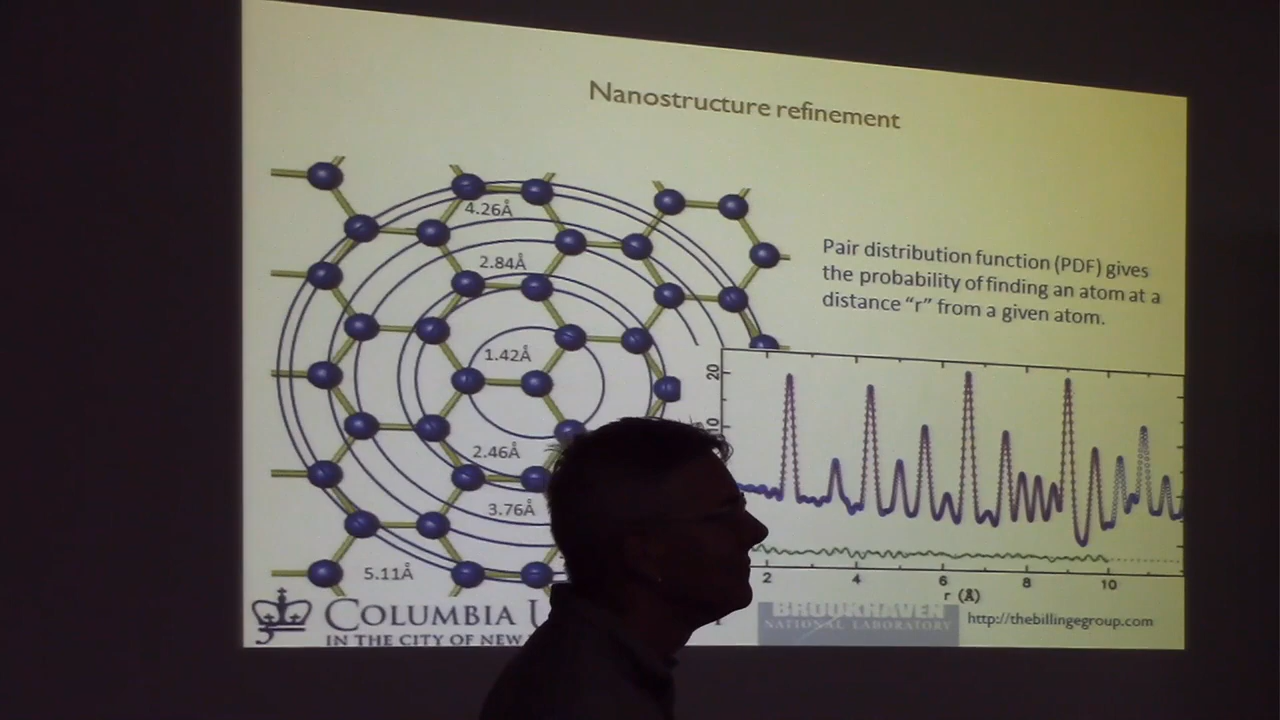 Nanostructure refinement
4.26Å
2.84Å
1.42Å
2.46Å
3.76Å
5.11Å
Pair distribution function (PDF) gives
the probability of finding an atom at a
distance “r” from a given atom.
20
10
2 4 6 8 10
r (Å)
COLUMBIA U
IN THE CITY OF NEW
BROOKHAVEN
NATIONAL LABORATORY
http://thebillingegroup.com